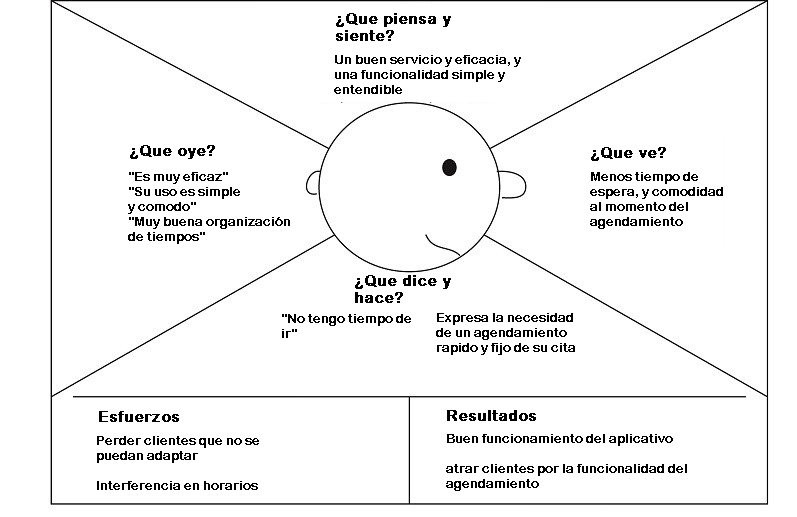 ¿Que piensa y
siente?
Un buen servicio y eficacia, y
una funcionalidad simple y
entendible
¿Que oye?
"Es muy eficaz"
"Su uso es simple
y comodo"
"Muy buena organización
de tiempos"
¿Que ve?
Menos tiempo de
espera, y comodidad
al momento del
agendamiento
¿Que dice y
hace?
"No tengo tiempo de
ir"
Expresa la necesidad
de un agendamiento
rapido y fijo de su cita
Esfuerzos
Perder clientes que no se
puedan adaptar
Interferencia en horarios
Resultados
Buen funcionamiento del aplicativo
atrar clientes por la funcionalidad del
agendamiento